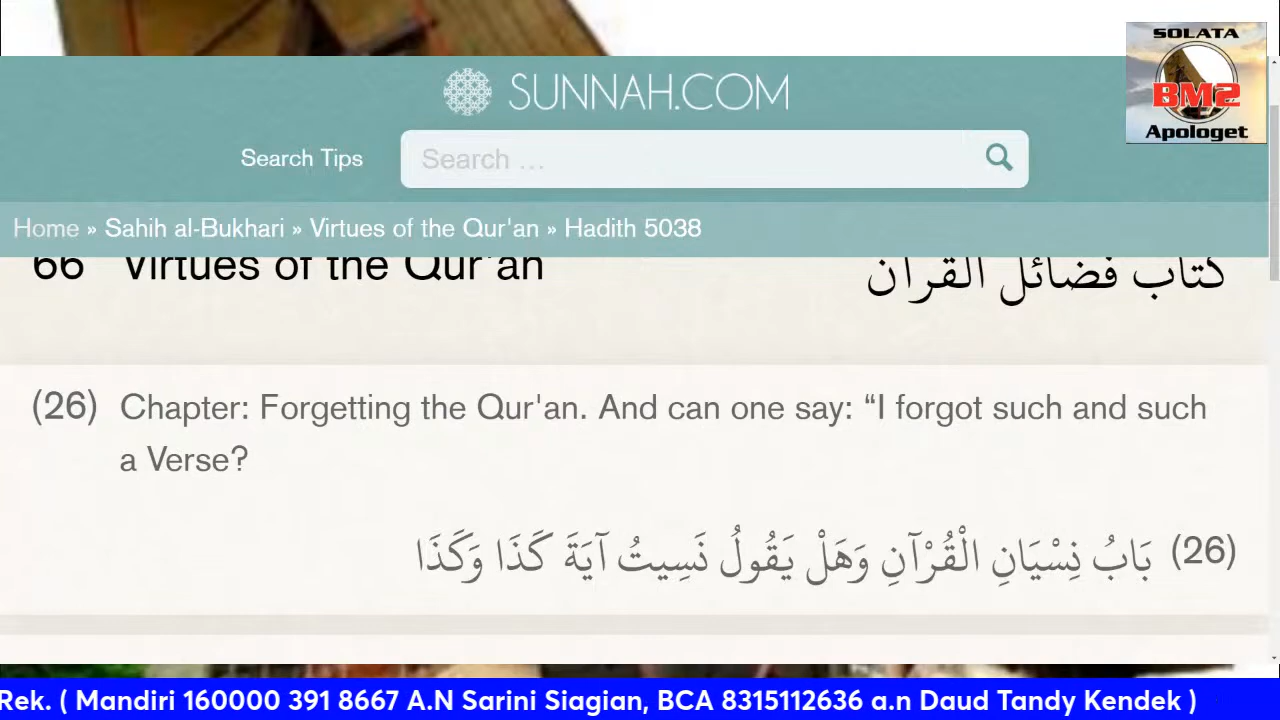 SOLATA
BM2
Apologet
SUNNAH.COM
Search Tips
Search ...
Home » Sahih al-Bukhari » Virtues of the Qur'an » Hadith 5038
66 Virtues of the Qur'an
كتاب فضائل القرآن
(26) Chapter: Forgetting the Qur'an. And can one say: “I forgot such and such
a Verse?
(26) بَابُ نِسْيَانِ الْقُرْآنِ وَهَلْ يَقُولُ نَسِيتُ آيَةَ كَذَا وَكَذَا
Rek. ( Mandiri 160000 391 8667 A.N Sarini Siagian, BCA 8315112636 a.n Daud Tandy Kendek )